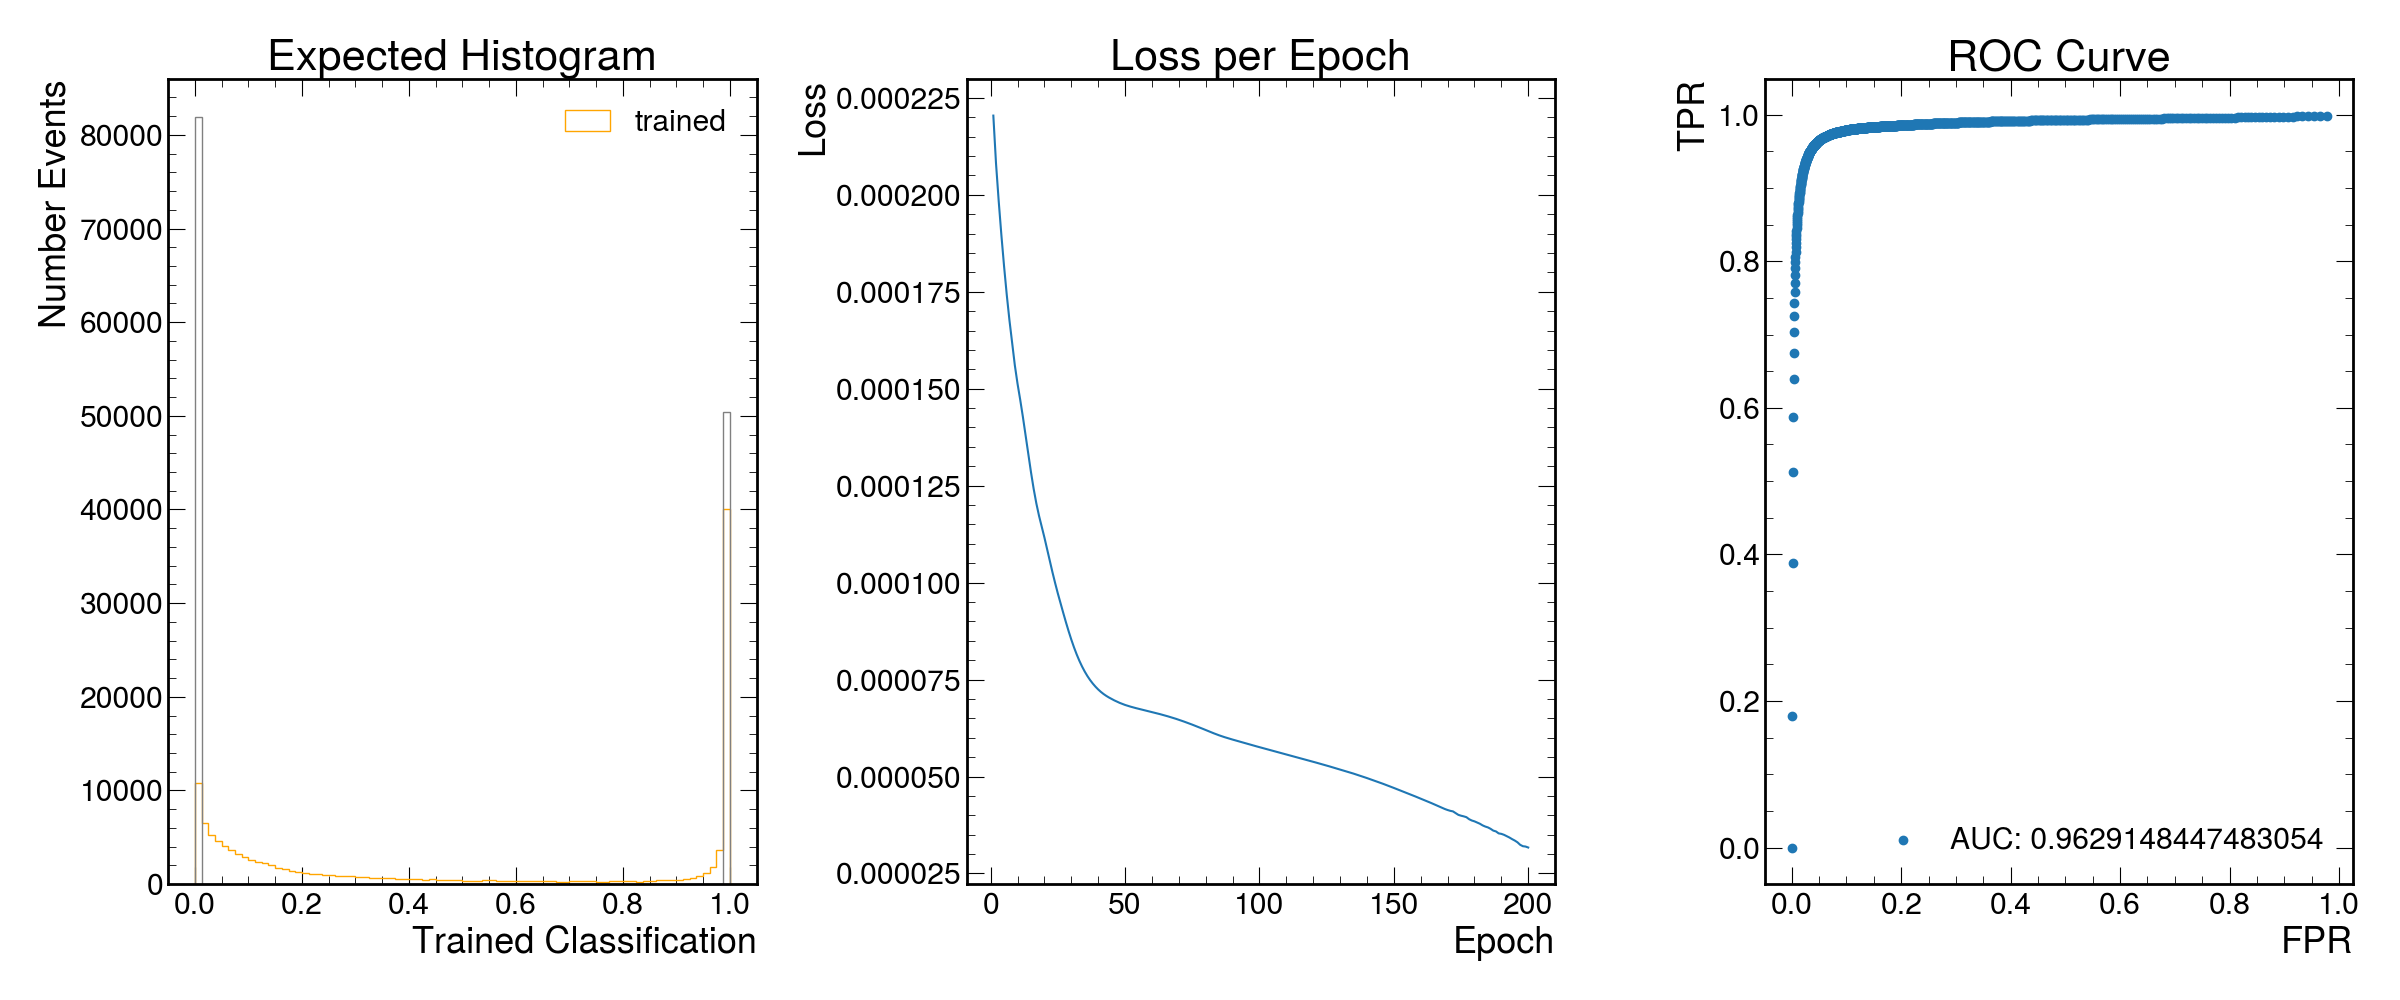 Expected Histogram
Number Events
80000
70000
60000
50000
40000
30000
20000
10000
0
trained
0.0 0.2 0.4 0.6 0.8 1.0
Trained Classification
Loss per Epoch
Loss
0.000225
0.000200
0.000175
0.000150
0.000125
0.000100
0.000075
0.000050
0.000025
0 50 100 150 200
Epoch
ROC Curve
TPR
1.0
0.8
0.6
0.4
0.2
0.0
AUC: 0.9629148447483054
0.0 0.2 0.4 0.6 0.8 1.0
FPR